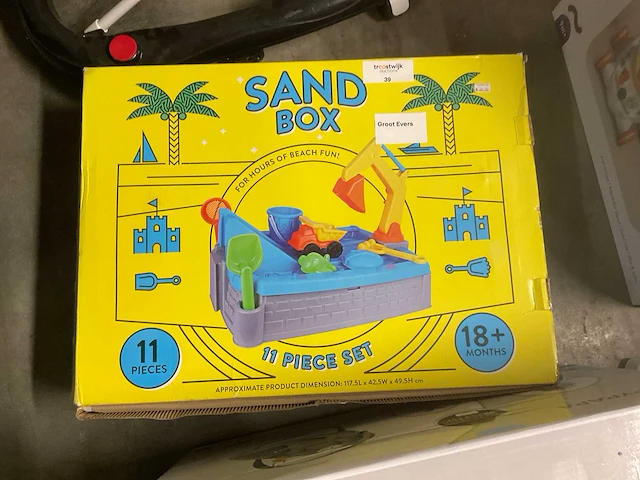 troostwijk
39
SAND
BOX
Groot Evers
FOR HOURS OF BEACH FUN!
11
PIECES
11 PIECE SET
18+
MONTHS
APPROXIMATE PRODUCT DIMENSION: 117.5L x 42.5W x 49.5H cm